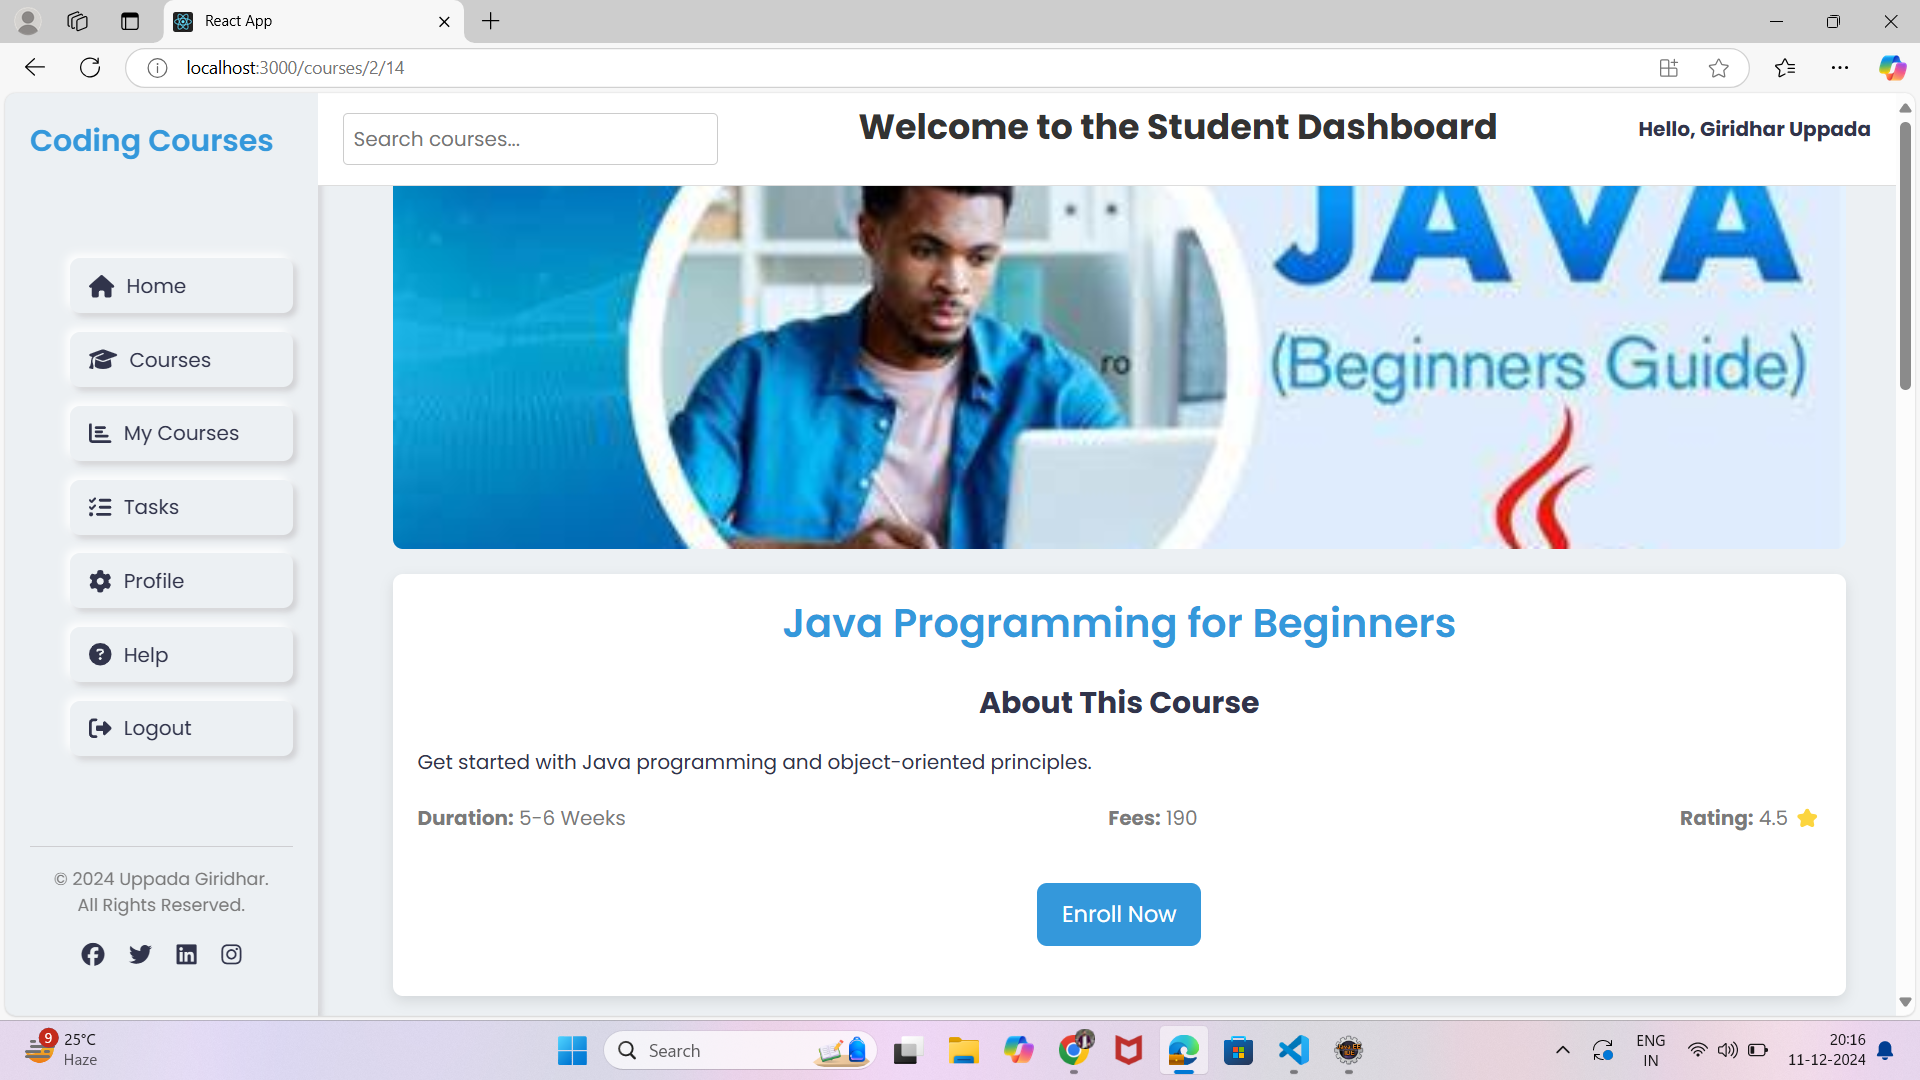 React App
localhost:3000/courses/2/14
Coding Courses
Search courses...
Welcome to the Student Dashboard
Hello, Giridhar Uppada
Home
Courses
My Courses
Tasks
Profile
Help
Logout
© 2024 Uppada Giridhar.
All Rights Reserved.
JAVA
(Beginners Guide)
ro
Java Programming for Beginners
About This Course
Get started with Java programming and object-oriented principles.
Duration: 5-6 Weeks
Fees: 190
Rating: 4.5
Enroll Now
9
25°C
Haze
Search
ENG
IN
20:16
11-12-2024